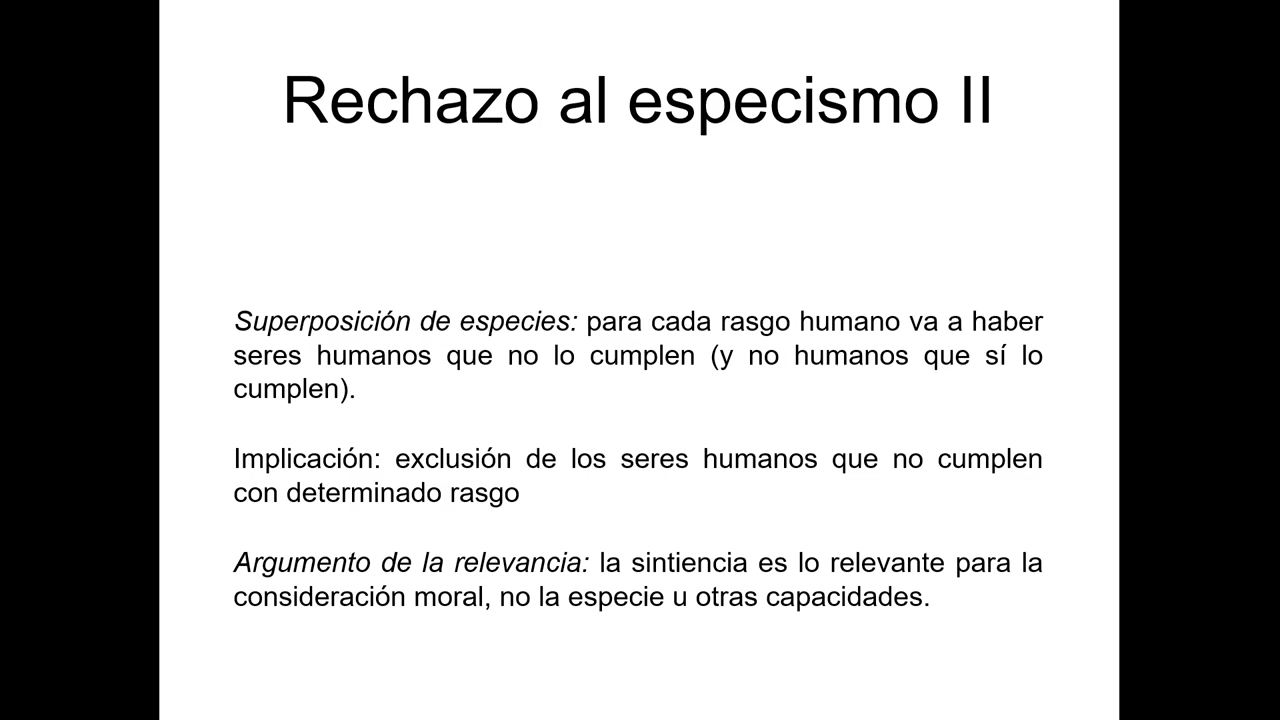 Rechazo al especismo II
Superposición de especies: para cada rasgo humano va a haber
seres humanos que no lo cumplen (y no humanos que sí lo
cumplen).
Implicación: exclusión de los seres humanos que no cumplen
con determinado rasgo
Argumento de la relevancia: la sintiencia es lo relevante para la
consideración moral, no la especie u otras capacidades.